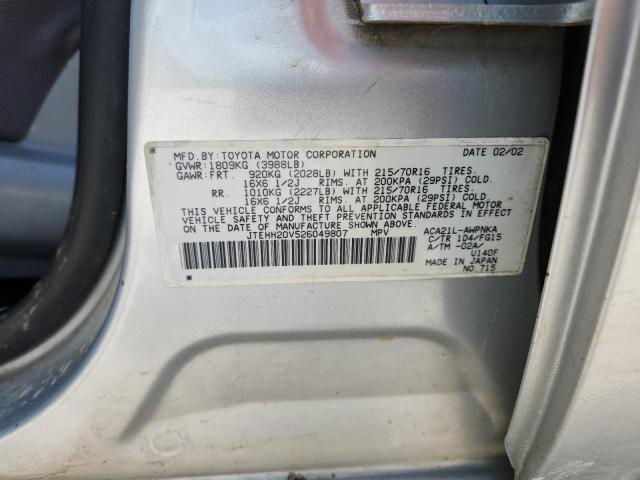 MFD. BY: TOYOTA MOTOR CORPORATION DATE 02/02
GVWR: 1809KG (3988LB)
GAWR: FRT. 920KG (2028LB) WITH 215/70R16 TIRES.
16X6 1/2J RIMS. AT 200KPA (29PSI) COLD.
RR. 1010KG (2227LB) WITH 215/70R16 TIRES.
16X6 1/2J RIMS. AT 200KPA (29PSI) COLD.
THIS VEHICLE CONFORMS TO ALL APPLICABLE FEDERAL MOTOR
VEHICLE SAFETY AND THEFT PREVENTION STANDARDS IN EFFECT ON
THE DATE OF MANUFACTURE SHOWN ABOVE.
JTEHH20V526049807 MPV
ACA21L-AWPNKA
C/TR 1D4/FG15
A/TM -02A/
U140F
MADE IN JAPAN
NO. 715